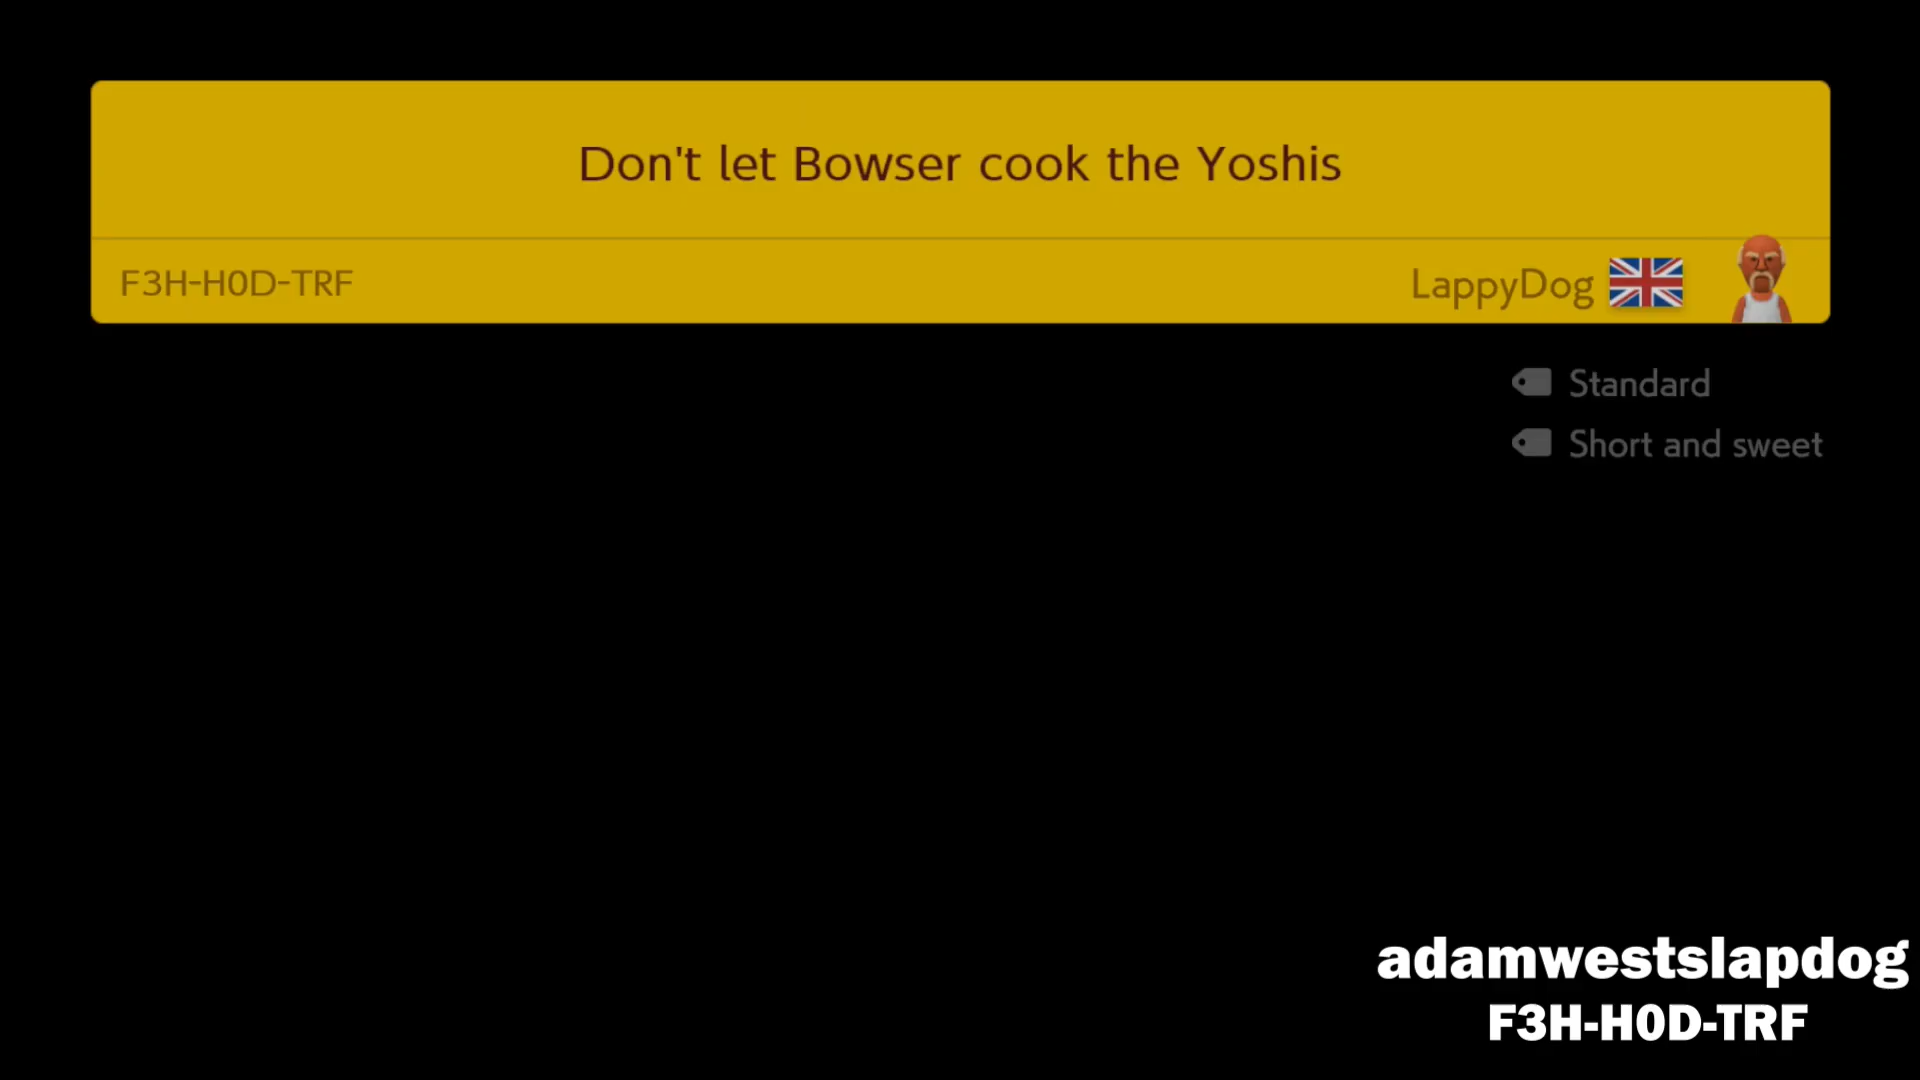 Don't let Bowser cook the Yoshis
F3H-H0D-TRF
LappyDog
Standard
Short and sweet
adamwestslapdog
F3H-H0D-TRF